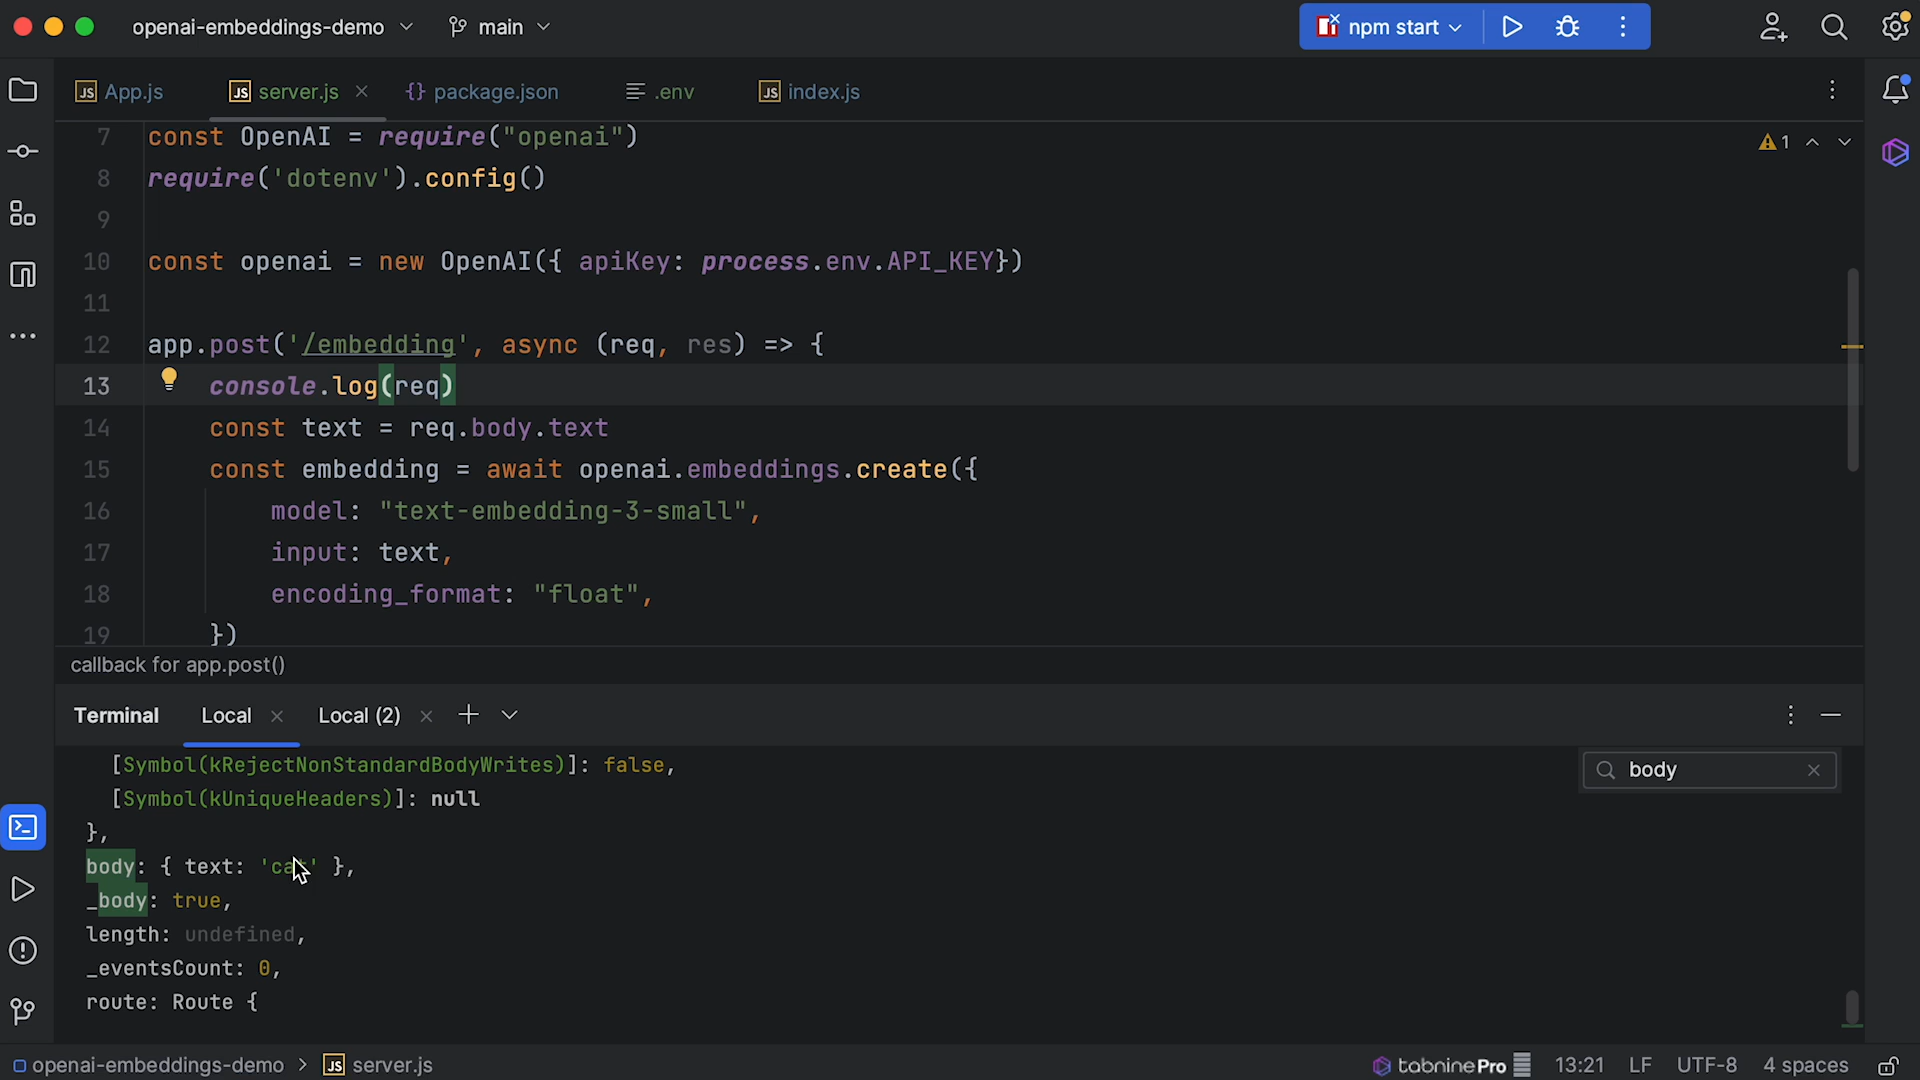 openai-embeddings-demo main npm start
App.js server.js package.json .env index.js
7 const OpenAI = require("openai")
8 require('dotenv').config()
9
10 const openai = new OpenAI({ apiKey: process.env.API_KEY})
11
12 app.post('/embedding', async (req, res) => {
13 console.log(req)
14 const text = req.body.text
15 const embedding = await openai.embeddings.create({
16 model: "text-embedding-3-small",
17 input: text,
18 encoding_format: "float",
19 })
1
callback for app.post()
Terminal Local Local (2)
[Symbol(kRejectNonStandardBodyWrites)]: false,
[Symbol(kUniqueHeaders)]: null
},
body: { text: 'cat' },
_body: true,
length: undefined,
_eventsCount: 0,
route: Route {
body
openai-embeddings-demo > JS server.js tabnine Pro 13:21 LF UTF-8 4 spaces